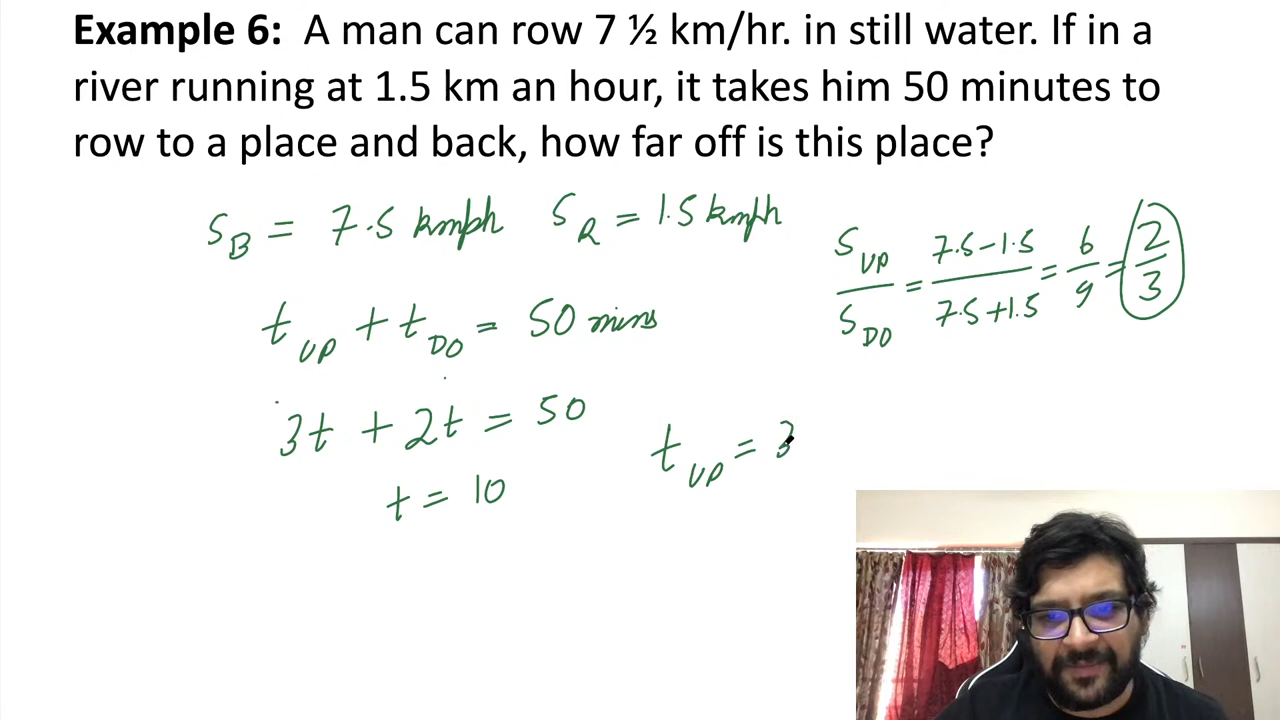 Example 6: A man can row 7 ½ km/hr. in still water. If in a
river running at 1.5 km an hour, it takes him 50 minutes to
row to a place and back, how far off is this place?
S_B = 7.5 kmph S_R = 1.5 kmph
S_UP / S_DO = 7.5-1.5 / 7.5+1.5 = 6/9 = 2/3
t_UP + t_DO = 50 mins
3t + 2t = 50
t = 10
t_UP = 3